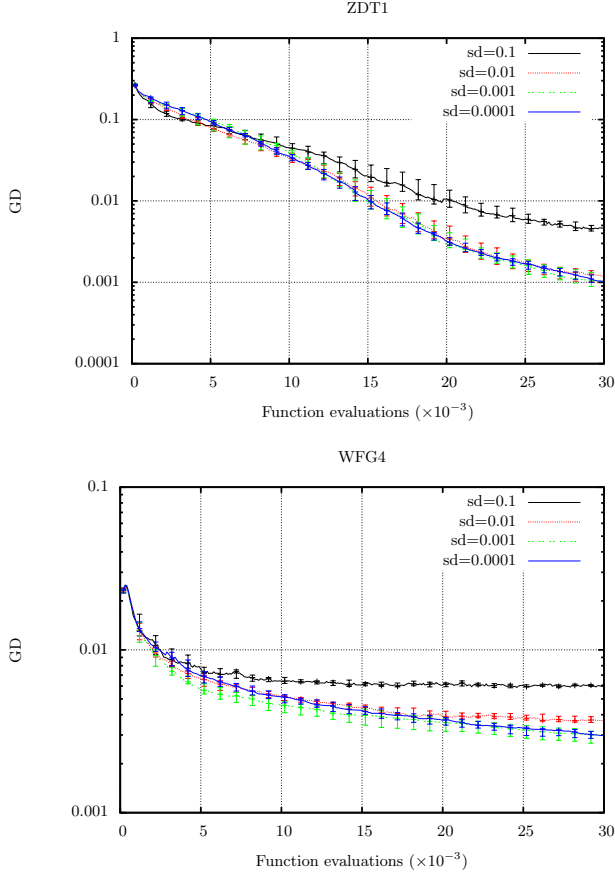 ZDT1
1
0.1
0.01
0.001
0.0001
GD
sd=0.1
sd=0.01
sd=0.001
sd=0.0001
0 5 10 15 20 25 30
Function evaluations (×10⁻³)
WFG4
0.1
0.01
0.001
GD
sd=0.1
sd=0.01
sd=0.001
sd=0.0001
0 5 10 15 20 25 30
Function evaluations (×10⁻³)